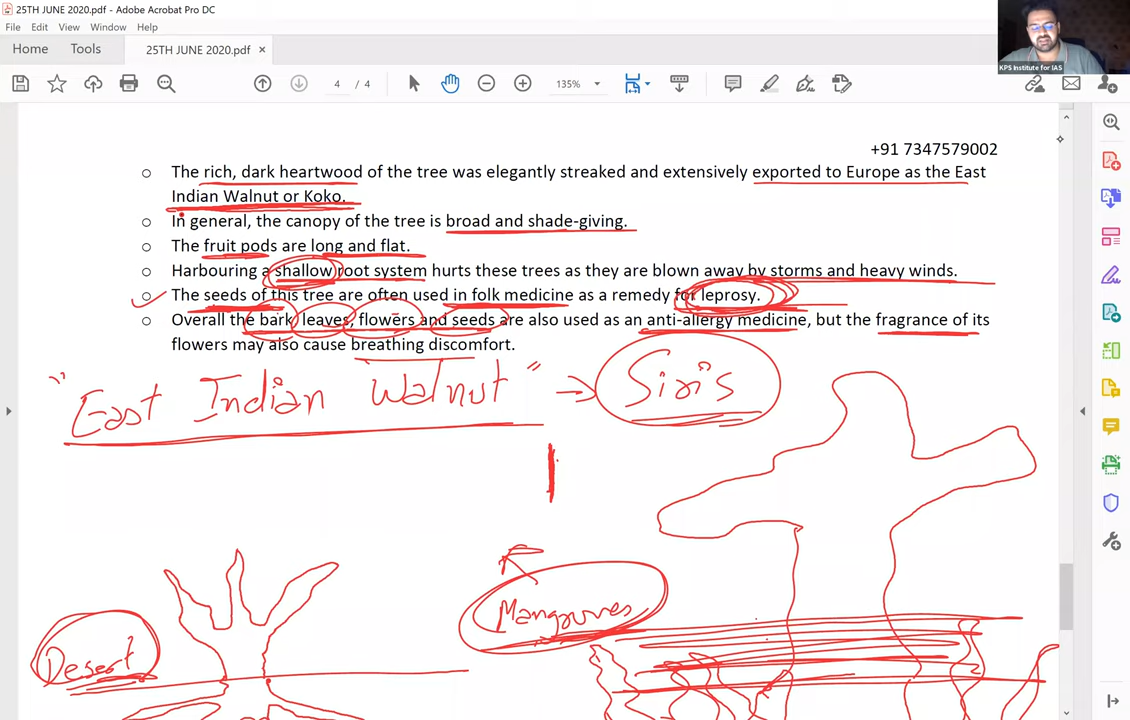 25TH JUNE 2020.pdf - Adobe Acrobat Pro DC
File Edit View Window Help
Home Tools 25TH JUNE 2020.pdf ×
4 / 4 135%
KPS Institute for IAS
+91 7347579002
o The rich, dark heartwood of the tree was elegantly streaked and extensively exported to Europe as the East
Indian Walnut or Koko.
o In general, the canopy of the tree is broad and shade-giving.
o The fruit pods are long and flat.
o Harbouring a shallow root system hurts these trees as they are blown away by storms and heavy winds.
o The seeds of this tree are often used in folk medicine as a remedy for leprosy.
o Overall the bark, leaves, flowers and seeds are also used as an anti-allergy medicine, but the fragrance of its
flowers may also cause breathing discomfort.
"East Indian Walnut" → Siris
Mangroves
Desert